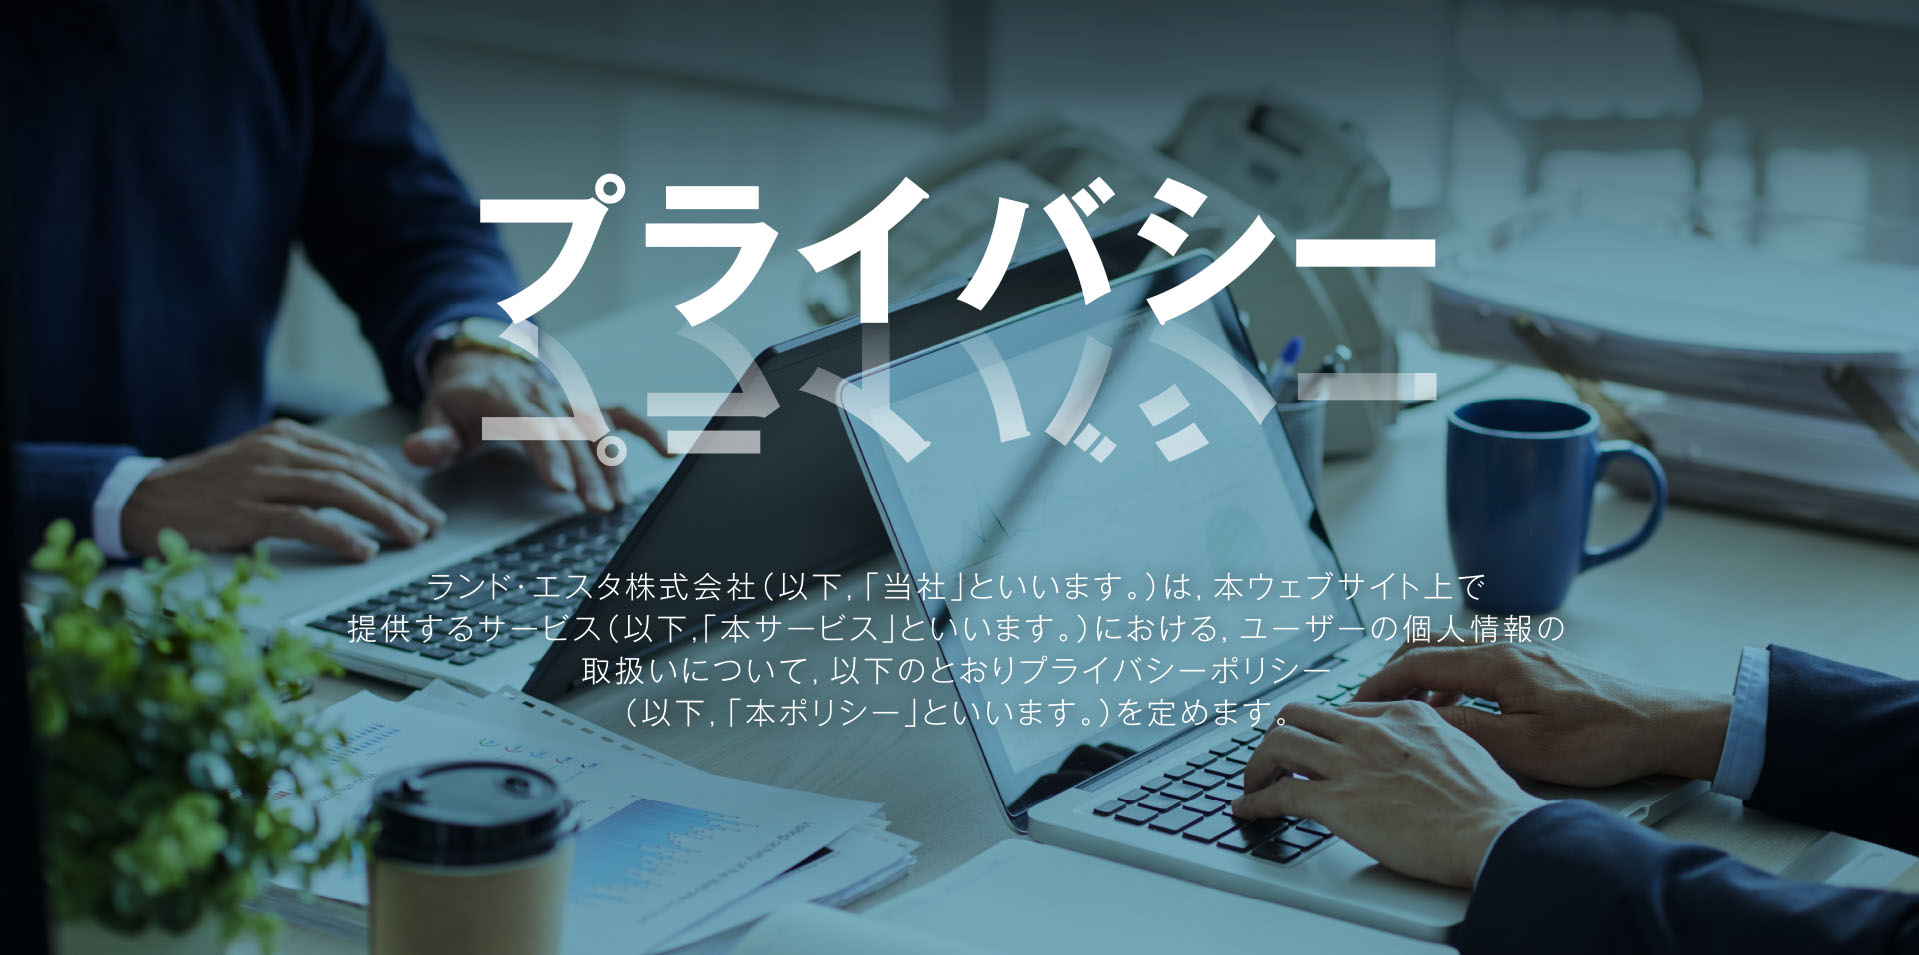 プライバシー
ランド・エスタ株式会社（以下,「当社」といいます。）は, 本ウェブサイト上で
提供するサービス（以下,「本サービス」といいます。）における, ユーザーの個人情報の
取扱いについて, 以下のとおりプライバシーポリシー
（以下,「本ポリシー」といいます。）を定めます。